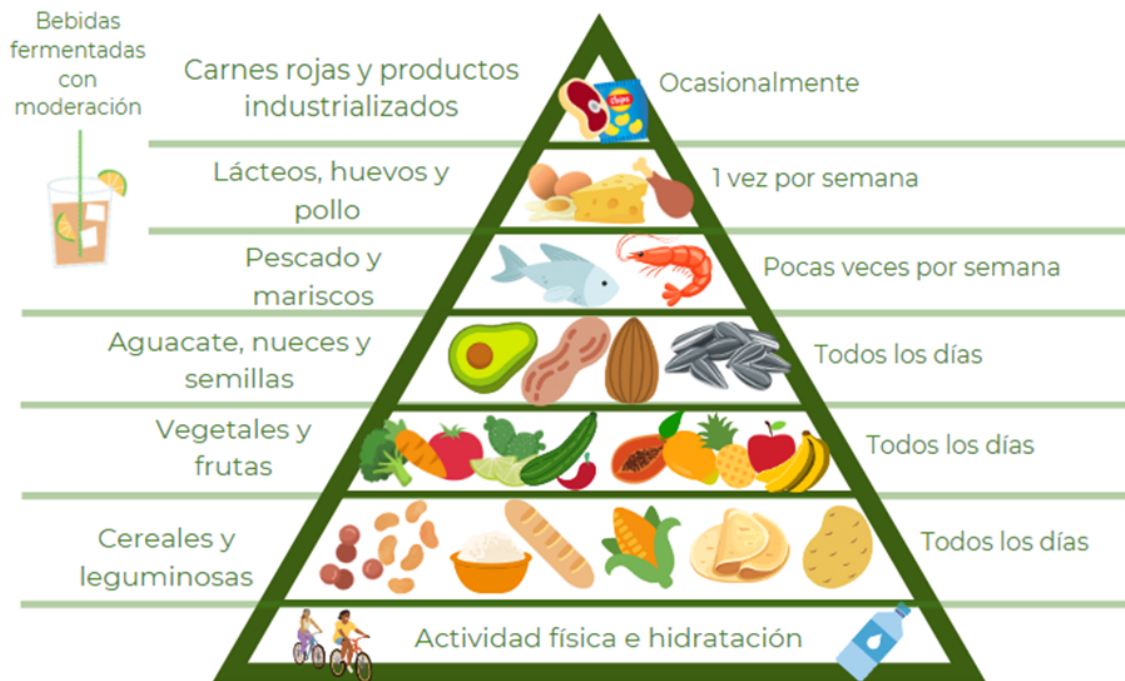 Bebidas
fermentadas
con
moderación
Carnes rojas y productos
industrializados
Ocasionalmente
chips
Lácteos, huevos y
pollo
1 vez por semana
Pescado y
mariscos
Pocas veces por semana
Aguacate, nueces y
semillas
Todos los días
Vegetales y
frutas
Todos los días
Cereales y
leguminosas
Todos los días
Actividad física e hidratación